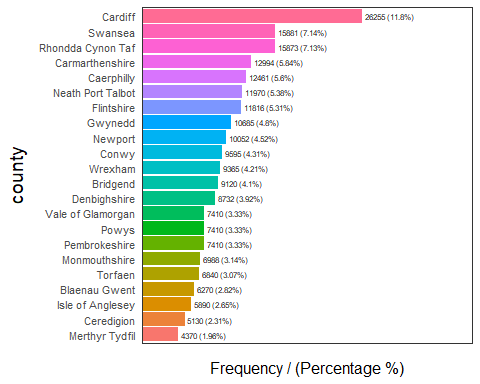 Cardiff 26255 (11.8%)
Swansea 15881 (7.14%)
Rhondda Cynon Taf 15873 (7.13%)
Carmarthenshire 12994 (5.84%)
Caerphilly 12461 (5.6%)
Neath Port Talbot 11970 (5.38%)
Flintshire 11816 (5.31%)
Gwynedd 10685 (4.8%)
Newport 10052 (4.52%)
Conwy 9595 (4.31%)
Wrexham 9365 (4.21%)
Bridgend 9120 (4.1%)
Denbighshire 8732 (3.92%)
Vale of Glamorgan 7410 (3.33%)
Powys 7410 (3.33%)
Pembrokeshire 7410 (3.33%)
Monmouthshire 6988 (3.14%)
Torfaen 6840 (3.07%)
Blaenau Gwent 6270 (2.82%)
Isle of Anglesey 5890 (2.65%)
Ceredigion 5130 (2.31%)
Merthyr Tydfil 4370 (1.96%)
county
Frequency / (Percentage %)